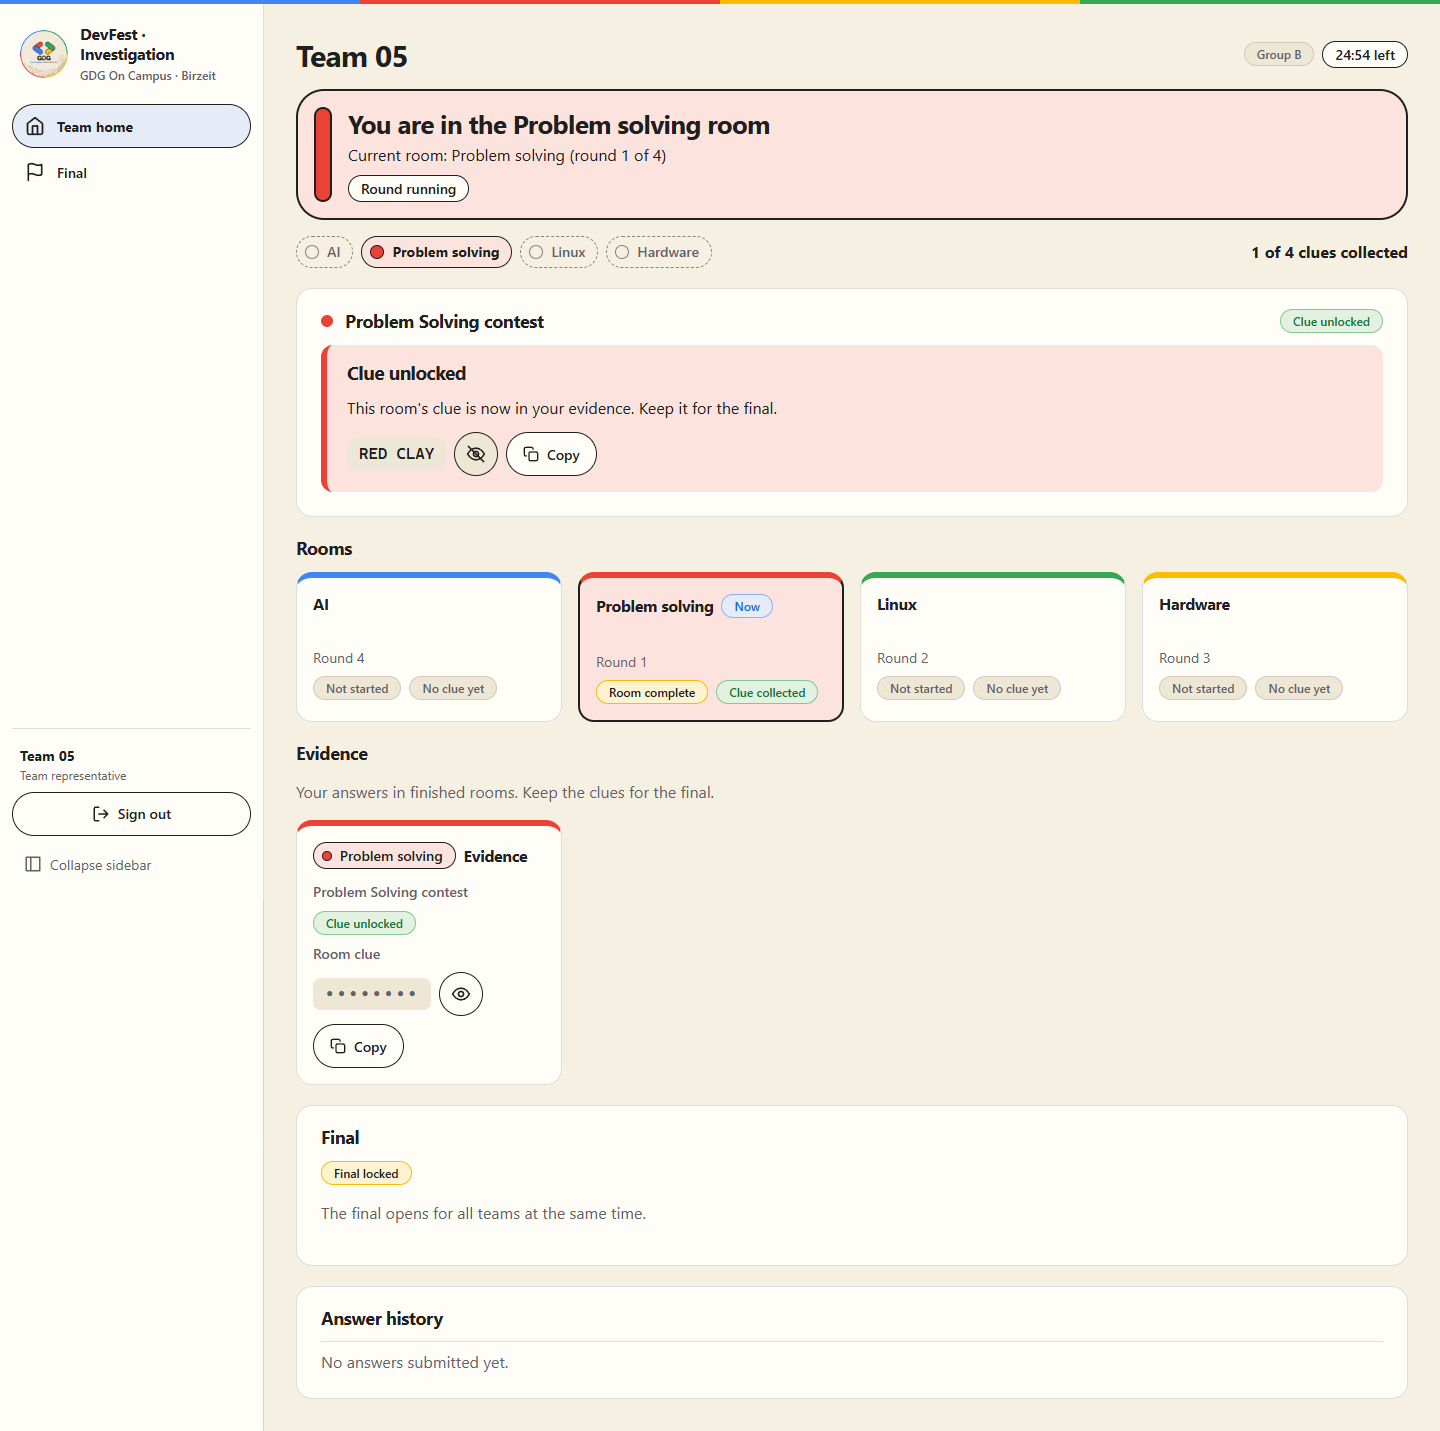 DevFest ·
Investigation
GDG On Campus · Birzeit
Team home
Final
Team 05
Team representative
Sign out
Collapse sidebar
Team 05
Group B
24:54 left
You are in the Problem solving room
Current room: Problem solving (round 1 of 4)
Round running
AI
Problem solving
Linux
Hardware
1 of 4 clues collected
Problem Solving contest
Clue unlocked
Clue unlocked
This room's clue is now in your evidence. Keep it for the final.
RED CLAY
Copy
Rooms
AI
Round 4
Not started
No clue yet
Problem solving
Now
Round 1
Room complete
Clue collected
Linux
Round 2
Not started
No clue yet
Hardware
Round 3
Not started
No clue yet
Evidence
Your answers in finished rooms. Keep the clues for the final.
Problem solving
Evidence
Problem Solving contest
Clue unlocked
Room clue
••••••••
Copy
Final
Final locked
The final opens for all teams at the same time.
Answer history
No answers submitted yet.